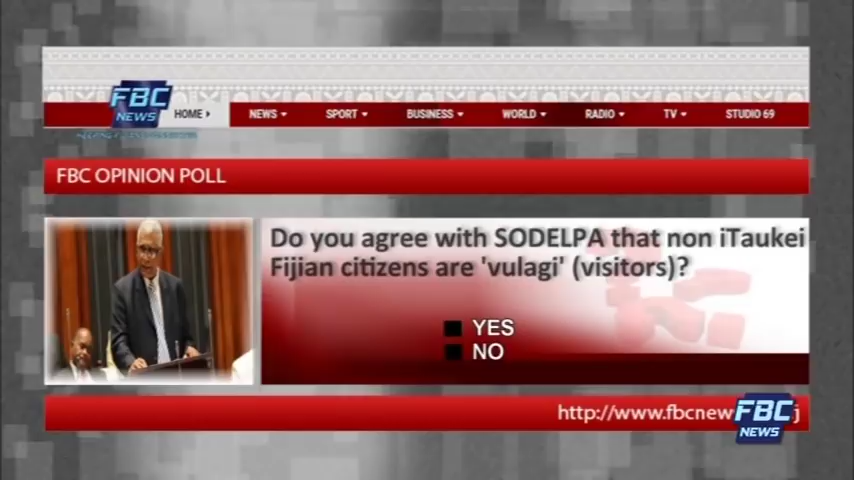 FBC
NEWS
HOME NEWS SPORT BUSINESS WORLD RADIO TV STUDIO 69
FBC OPINION POLL
Do you agree with SODELPA that non iTaukei
Fijian citizens are 'vulagi' (visitors)?
YES
NO
http://www.fbcnew
j
FBC
NEWS